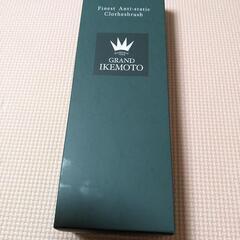 Finest Anti-static
Clothesbrush
GRAND
IKEMOTO